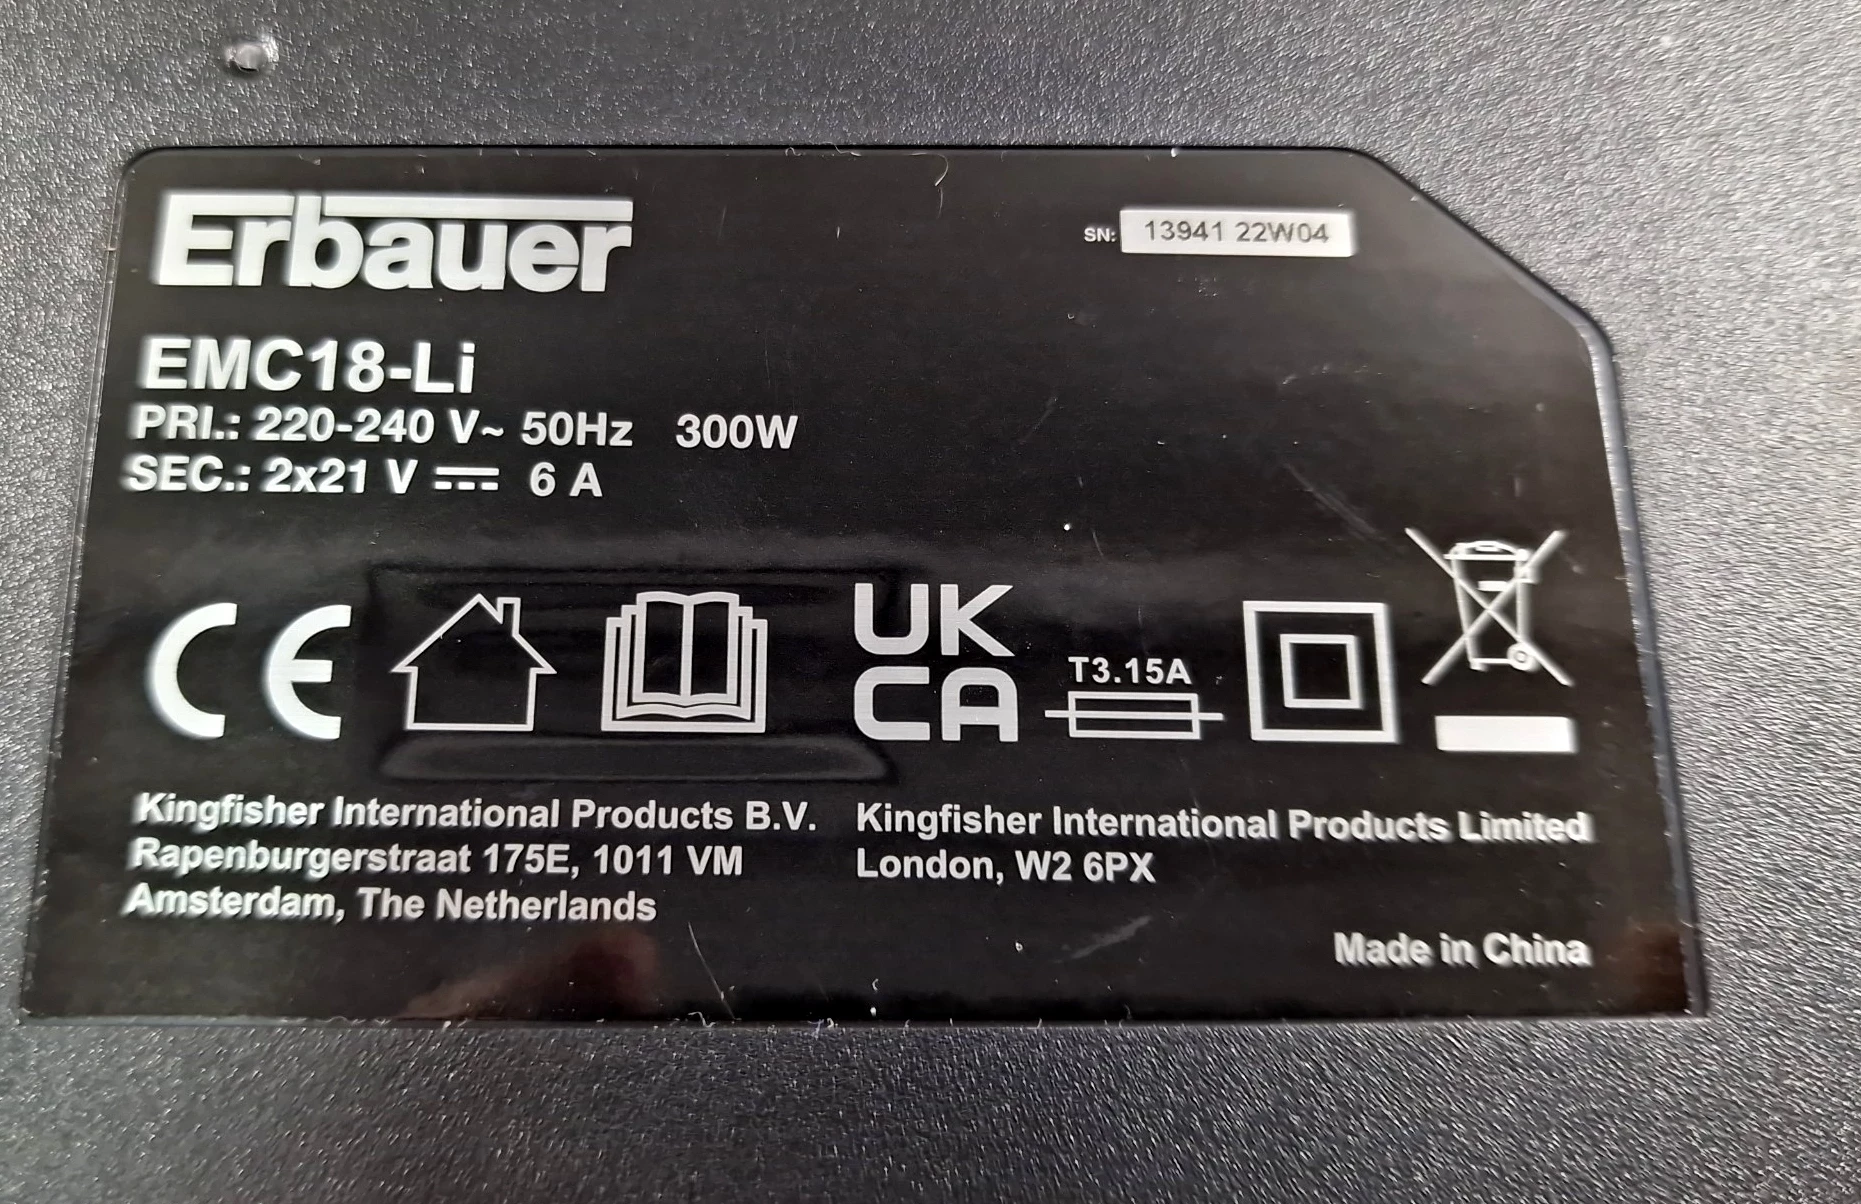 Erbauer
SN: 13941 22W04
EMC18-Li
PRI.: 220-240 V~ 50Hz 300W
SEC.: 2x21 V ⎓ 6 A
CE
UK
CA
T3.15A
Kingfisher International Products B.V.
Rapenburgerstraat 175E, 1011 VM
Amsterdam, The Netherlands
Kingfisher International Products Limited
London, W2 6PX
Made in China